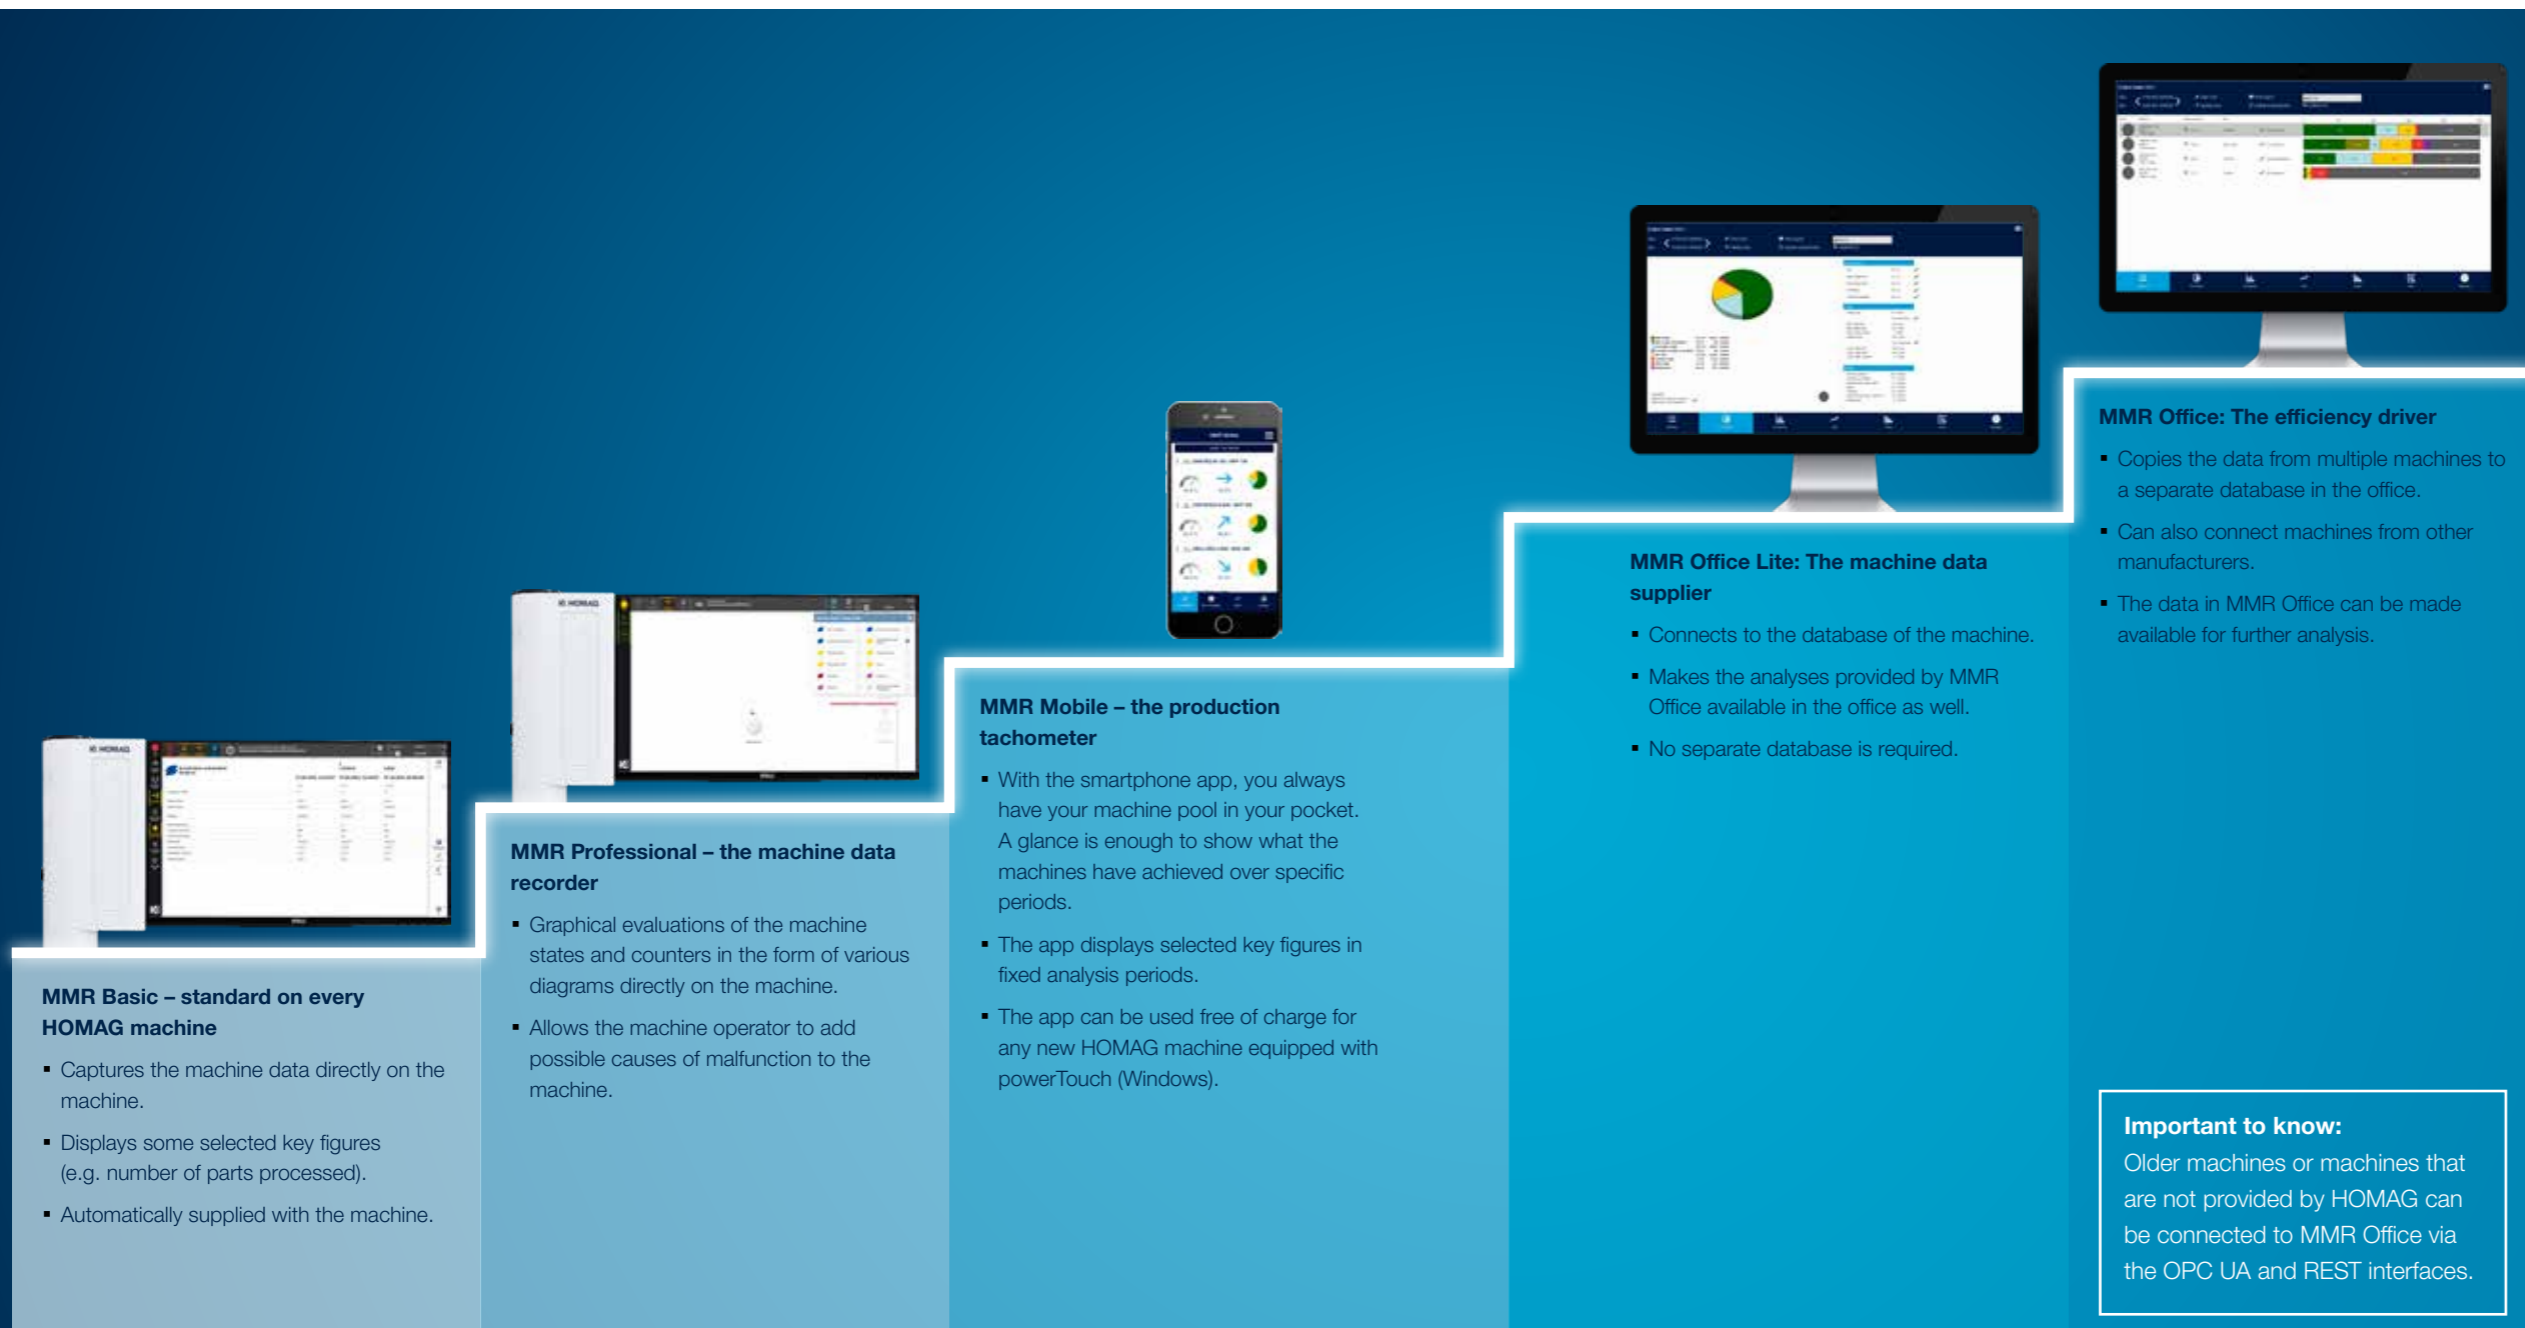 HOMAG
MMR Basic – standard on every
HOMAG machine
▪ Captures the machine data directly on the
machine.
▪ Displays some selected key figures
(e.g. number of parts processed).
▪ Automatically supplied with the machine.
HOMAG
MMR Professional – the machine data
recorder
▪ Graphical evaluations of the machine
states and counters in the form of various
diagrams directly on the machine.
▪ Allows the machine operator to add
possible causes of malfunction to the
machine.
MMR Mobile – the production
tachometer
▪ With the smartphone app, you always
have your machine pool in your pocket.
A glance is enough to show what the
machines have achieved over specific
periods.
▪ The app displays selected key figures in
fixed analysis periods.
▪ The app can be used free of charge for
any new HOMAG machine equipped with
powerTouch (Windows).
MMR Office Lite: The machine data
supplier
▪ Connects to the database of the machine.
▪ Makes the analyses provided by MMR
Office available in the office as well.
▪ No separate database is required.
MMR Office: The efficiency driver
▪ Copies the data from multiple machines to
a separate database in the office.
▪ Can also connect machines from other
manufacturers.
▪ The data in MMR Office can be made
available for further analysis.
Important to know:
Older machines or machines that
are not provided by HOMAG can
be connected to MMR Office via
the OPC UA and REST interfaces.